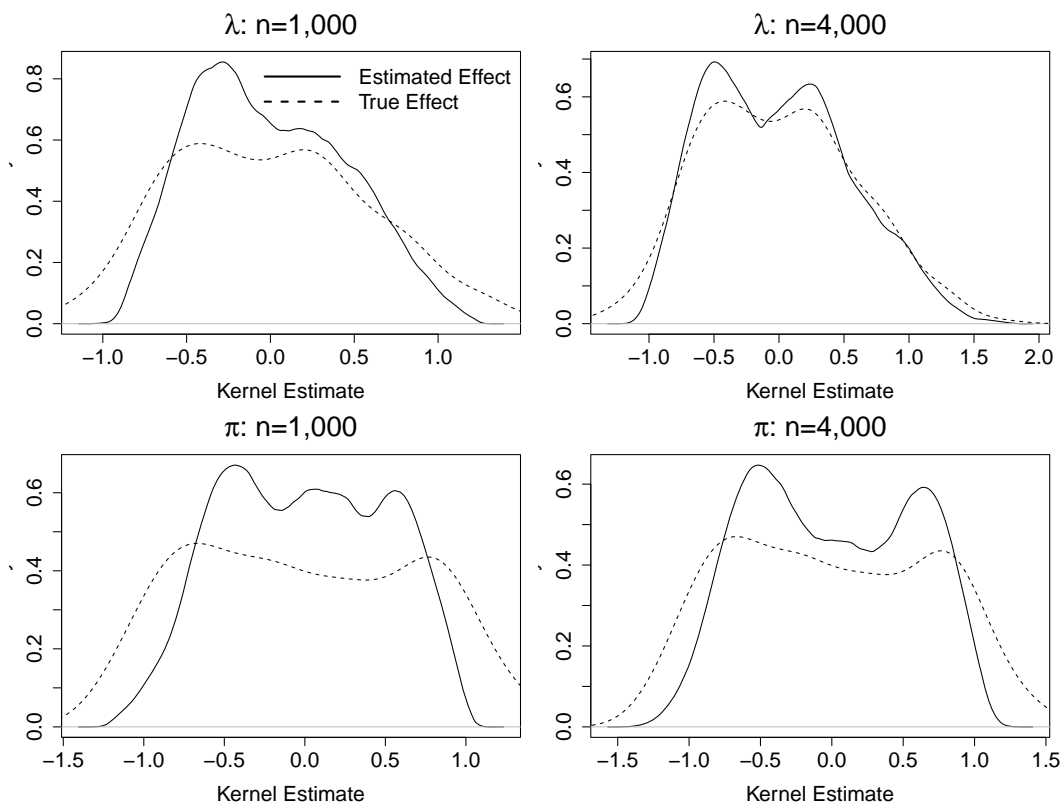 λ: n=1,000
Estimated Effect
True Effect
0.0 0.2 0.4 0.6 0.8
−1.0 −0.5 0.0 0.5 1.0
Kernel Estimate
λ: n=4,000
0.0 0.2 0.4 0.6
−1.0 −0.5 0.0 0.5 1.0 1.5 2.0
Kernel Estimate
π: n=1,000
0.0 0.2 0.4 0.6
−1.5 −1.0 −0.5 0.0 0.5 1.0
Kernel Estimate
π: n=4,000
0.0 0.2 0.4 0.6
−1.5 −1.0 −0.5 0.0 0.5 1.0 1.5
Kernel Estimate